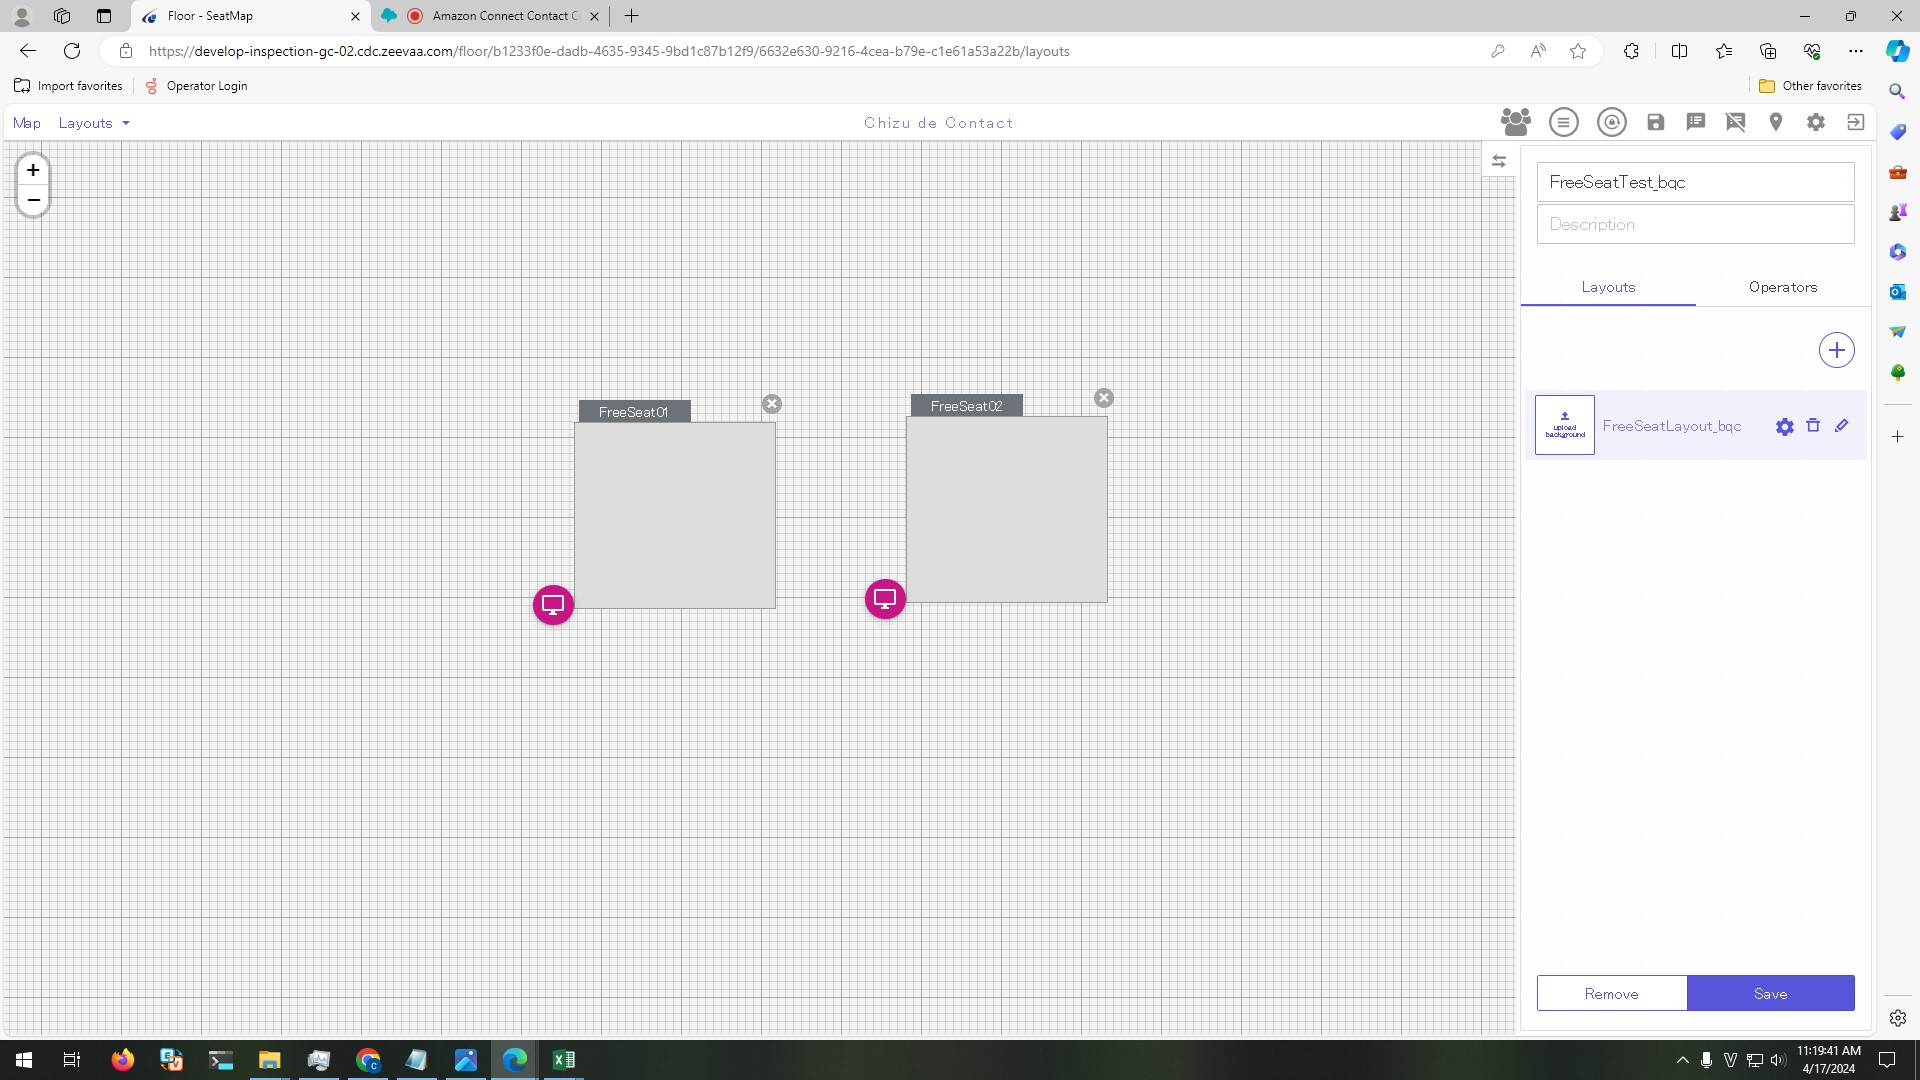 Floor - SeatMap
Amazon Connect Contact C
https://develop-inspection-gc-02.cdc.zeevaa.com/floor/b1233f0e-dadb-4635-9345-9bd1c87b12f9/6632e630-9216-4cea-b79e-c1e61a53a22b/layouts
Import favorites
Operator Login
Other favorites
Map
Layouts
Chizu de Contact
FreeSeatTest_bqc
Description
Layouts
Operators
FreeSeat01
FreeSeat02
upload
background
FreeSeatLayout_bqc
Remove
Save
11:19:41 AM
4/17/2024